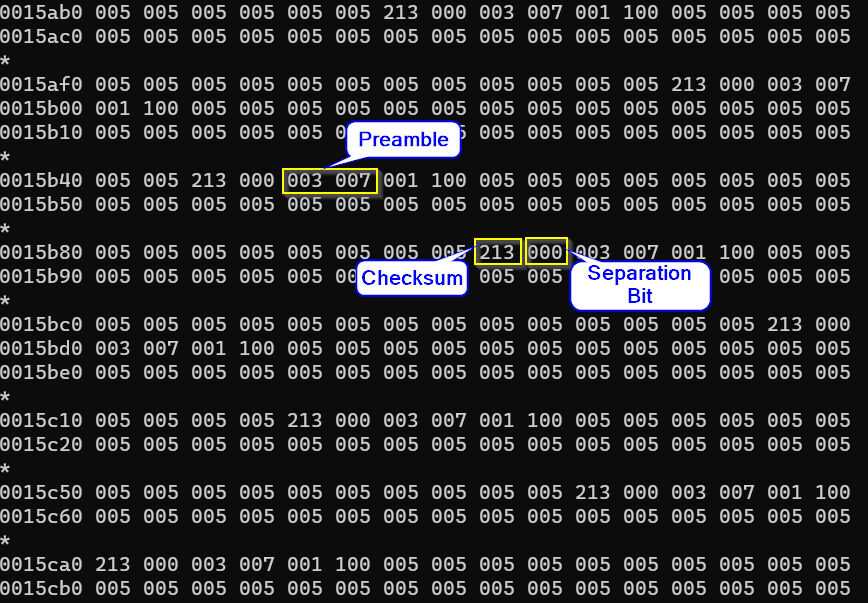 0015ab0 005 005 005 005 005 005 213 000 003 007 001 100 005 005 005 005
0015ac0 005 005 005 005 005 005 005 005 005 005 005 005 005 005 005 005
*
0015af0 005 005 005 005 005 005 005 005 005 005 005 005 213 000 003 007
0015b00 001 100 005 005 005 005 005 005 005 005 005 005 005 005 005 005
0015b10 005 005 005 005 005 005 005 005 005 005 005 005 005
Preamble
*
0015b40 005 005 213 000 003 007 001 100 005 005 005 005 005 005 005 005
0015b50 005 005 005 005 005 005 005 005 005 005 005 005 005 005 005 005
*
0015b80 005 005 005 005 005 005 005 005 213 000 003 007 001 100 005 005
0015b90 005 005 005 005 005 005 005 005 005 005
Checksum
Separation
Bit
*
0015bc0 005 005 005 005 005 005 005 005 005 005 005 005 005 005 213 000
0015bd0 003 007 001 100 005 005 005 005 005 005 005 005 005 005 005 005
0015be0 005 005 005 005 005 005 005 005 005 005 005 005 005 005 005 005
*
0015c10 005 005 005 005 213 000 003 007 001 100 005 005 005 005 005 005
0015c20 005 005 005 005 005 005 005 005 005 005 005 005 005 005 005 005
*
0015c50 005 005 005 005 005 005 005 005 005 005 213 000 003 007 001 100
0015c60 005 005 005 005 005 005 005 005 005 005 005 005 005 005 005 005
*
0015ca0 213 000 003 007 001 100 005 005 005 005 005 005 005 005 005 005
0015cb0 005 005 005 005 005 005 005 005 005 005 005 005 005 005 005 005